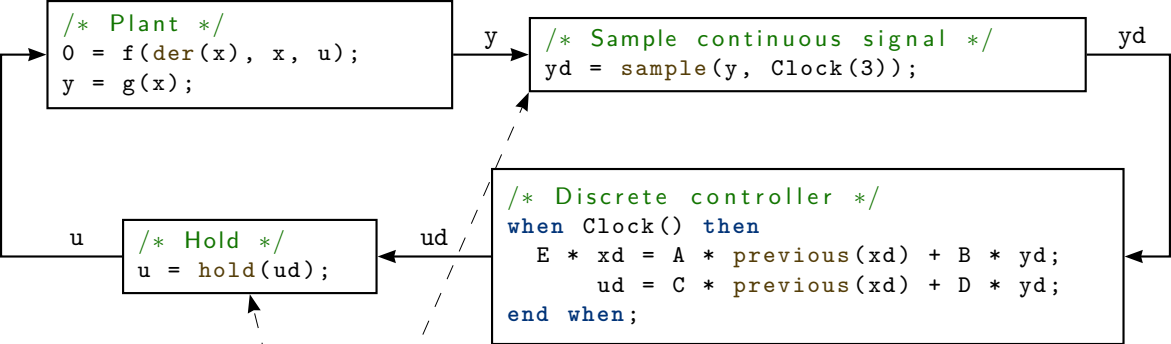 /* Plant */
0 = f(der(x), x, u);
y = g(x);
y
/* Sample continuous signal */
yd = sample(y, Clock(3));
yd
/* Discrete controller */
when Clock() then
E * xd = A * previous(xd) + B * yd;
ud = C * previous(xd) + D * yd;
end when;
ud
/* Hold */
u = hold(ud);
u